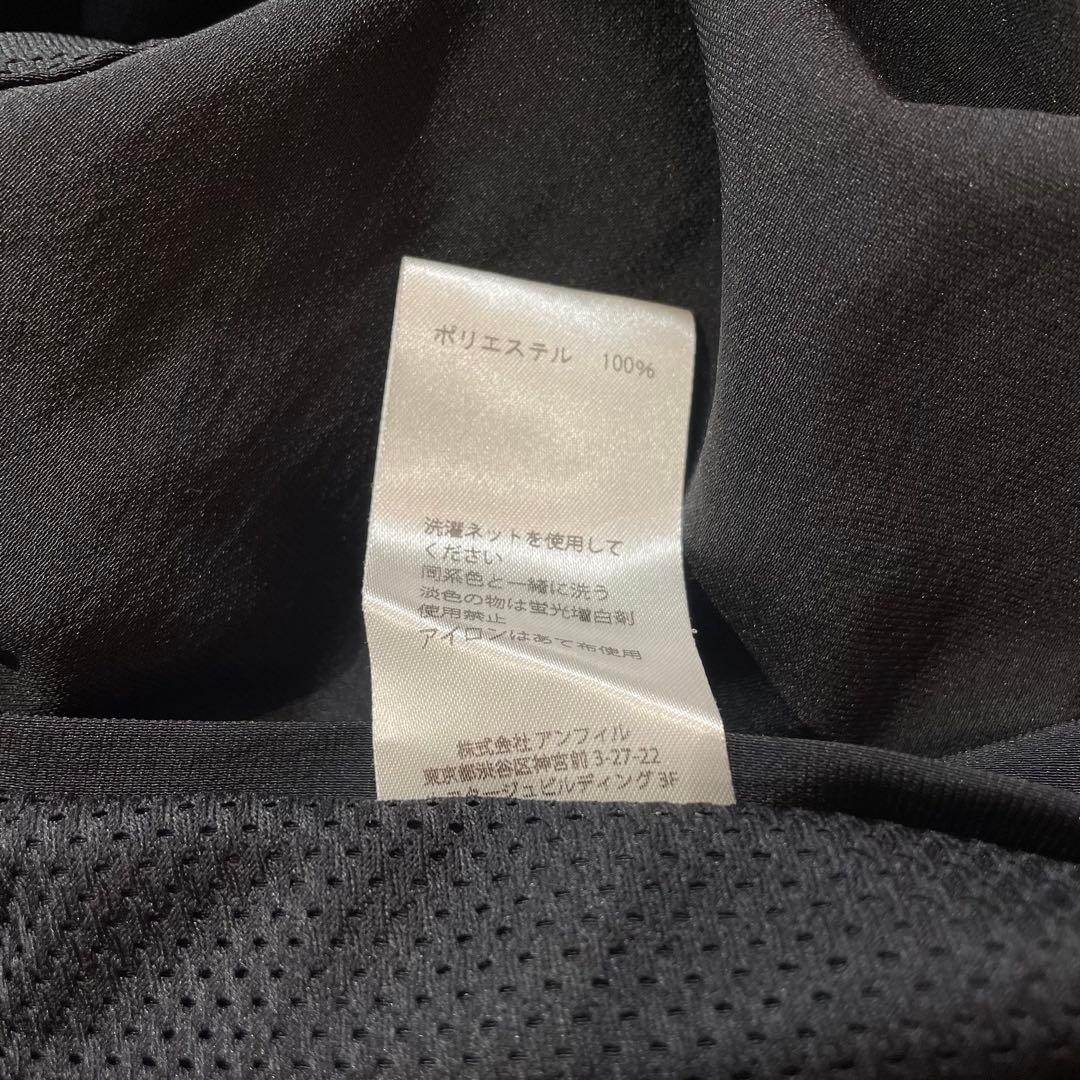 ポリエステル 100%
洗濯ネットを使用して
ください
同系色と一緒に洗う
淡色の物は蛍光増白剤
使用禁止
アイロンはあて布使用
株式会社アンフィル
東京都渋谷区神宮前 3-27-22
ビルディング 3F